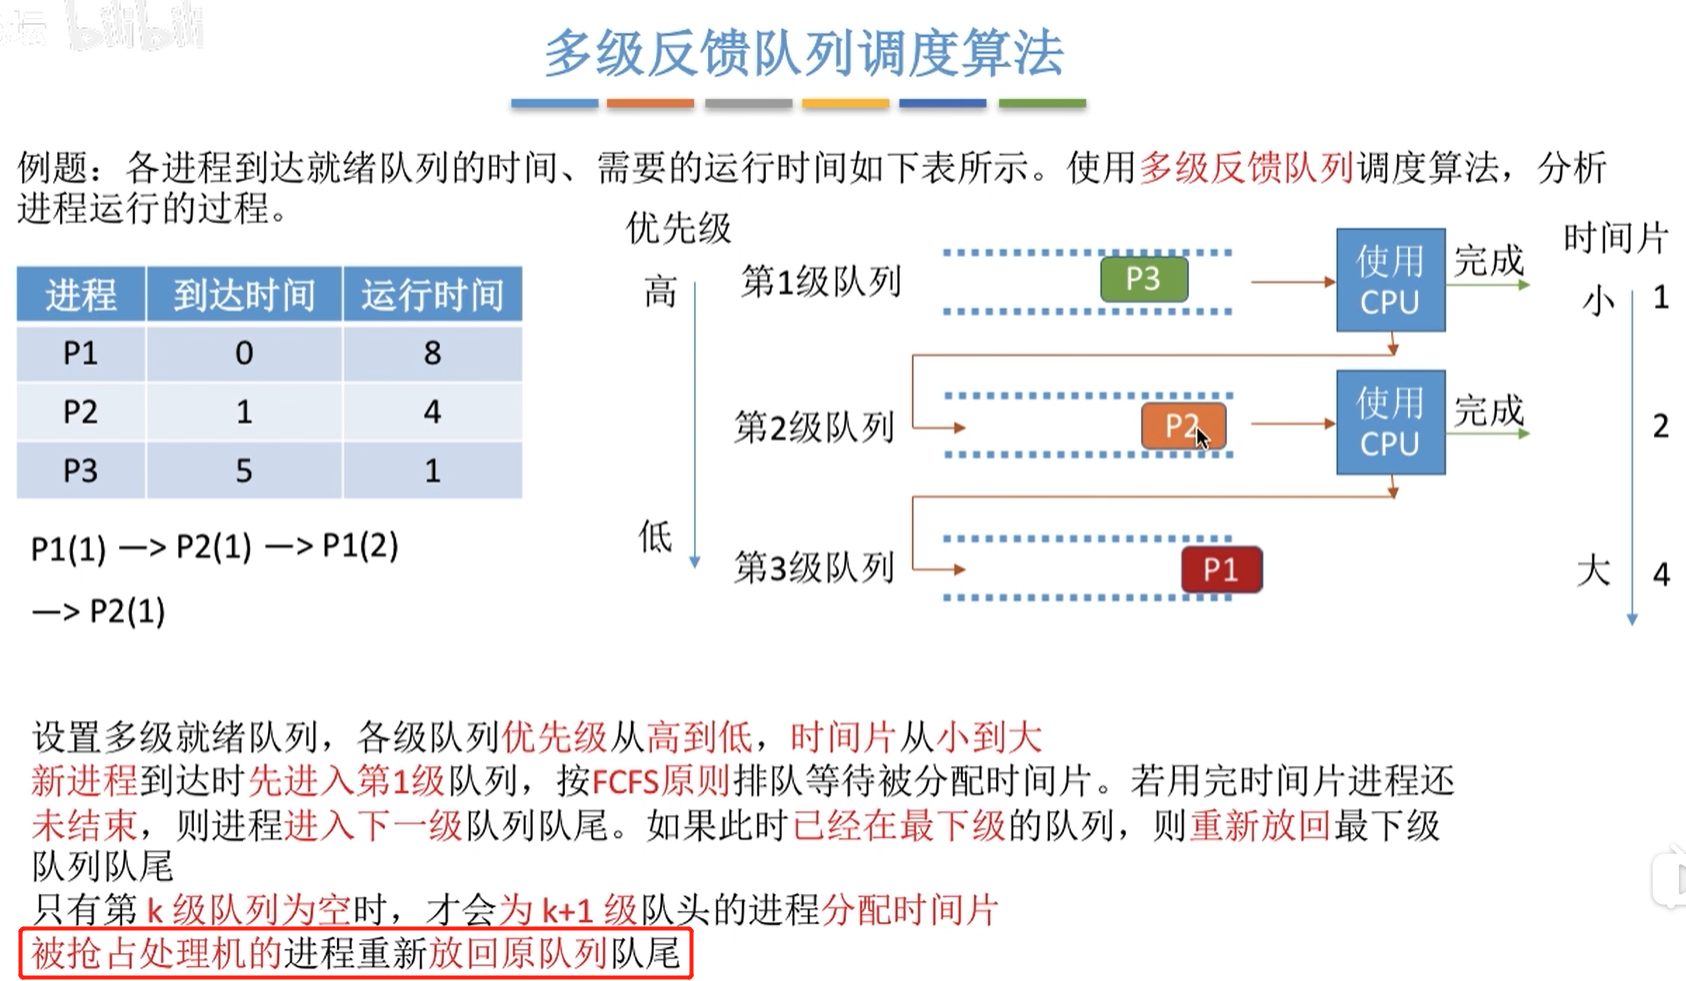 坛 bilibili
多级反馈队列调度算法
例题：各进程到达就绪队列的时间、需要的运行时间如下表所示。使用多级反馈队列调度算法，分析
进程运行的过程。
进程 到达时间 运行时间
P1 0 8
P2 1 4
P3 5 1
P1(1) —> P2(1) —> P1(2)
—> P2(1)
优先级
高
低
第1级队列 P3 使用 CPU 完成
第2级队列 P2 使用 CPU 完成
第3级队列 P1
时间片
小 1
2
大 4
设置多级就绪队列，各级队列优先级从高到低，时间片从小到大
新进程到达时先进入第1级队列，按FCFS原则排队等待被分配时间片。若用完时间片进程还
未结束，则进程进入下一级队列队尾。如果此时已经在最下级的队列，则重新放回最下级
队列队尾
只有第 k 级队列为空时，才会为 k+1 级队头的进程分配时间片
被抢占处理机的进程重新放回原队列队尾